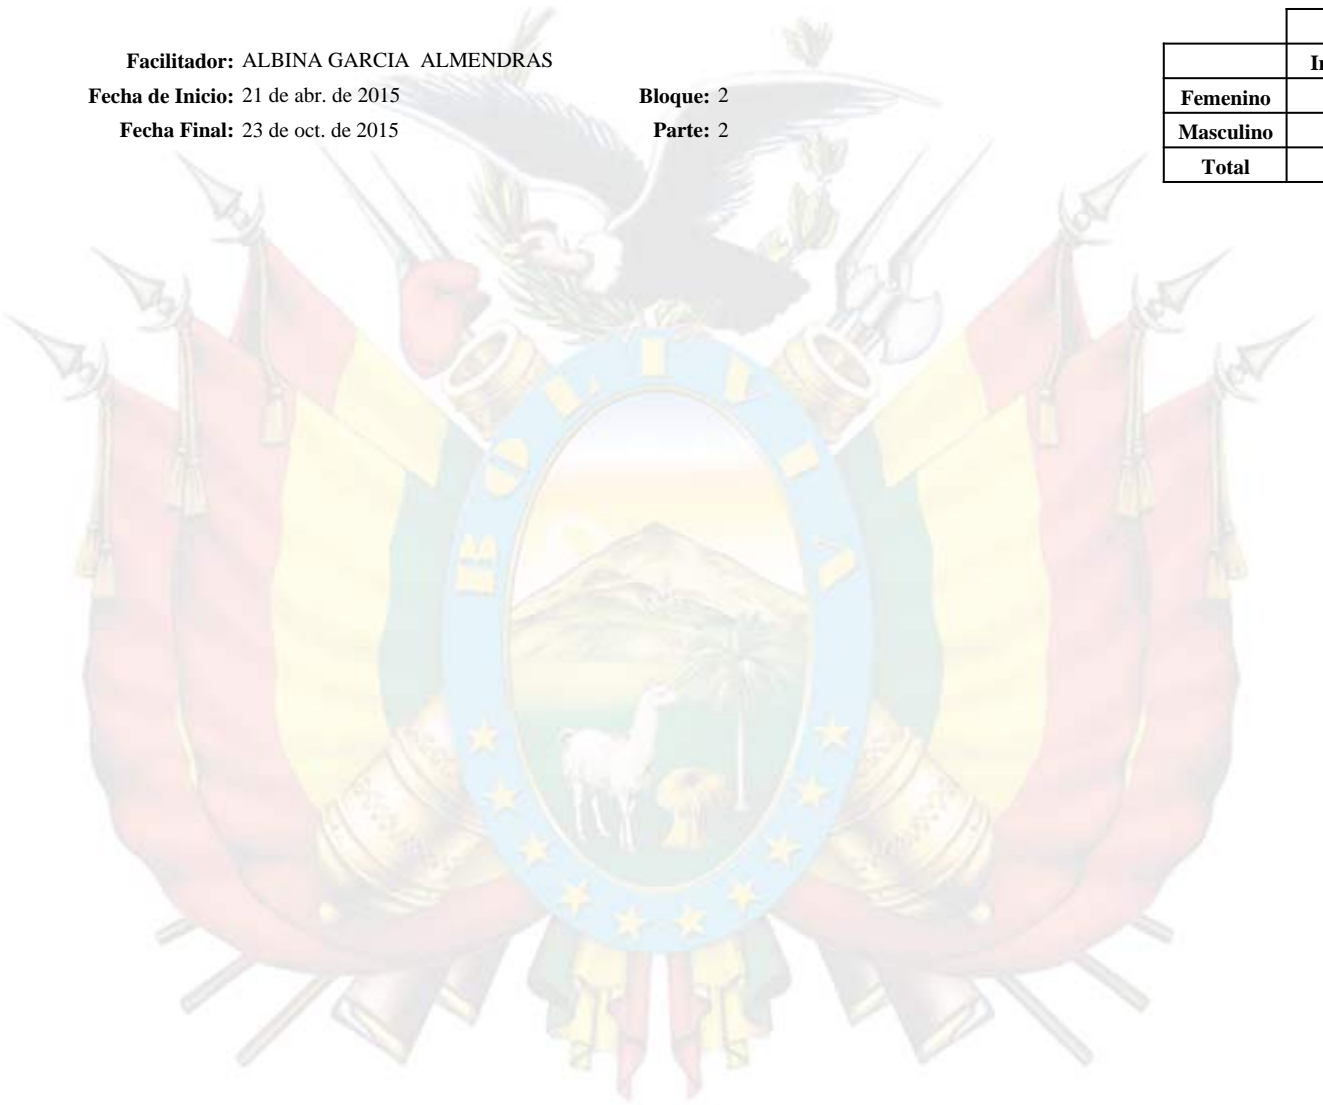 Facilitador: ALBINA GARCIA ALMENDRAS
Fecha de Inicio: 21 de abr. de 2015 Bloque: 2
Fecha Final: 23 de oct. de 2015 Parte: 2
Femenino
Masculino
Total
BOLIVIA